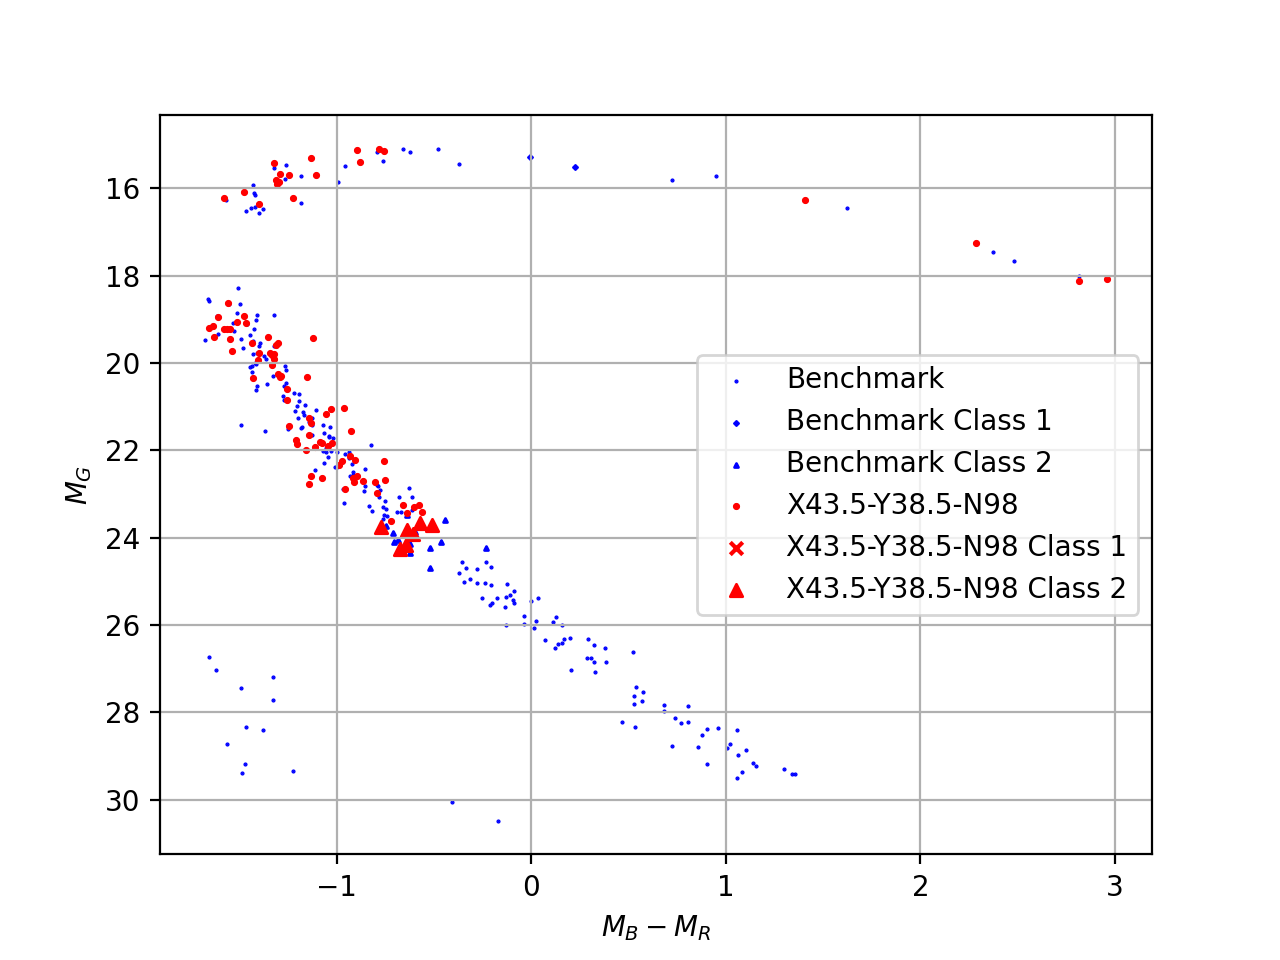 16
18
20
22
24
26
28
30
M_G
Benchmark
Benchmark Class 1
Benchmark Class 2
X43.5-Y38.5-N98
X43.5-Y38.5-N98 Class 1
X43.5-Y38.5-N98 Class 2
−1 0 1 2 3
M_B − M_R